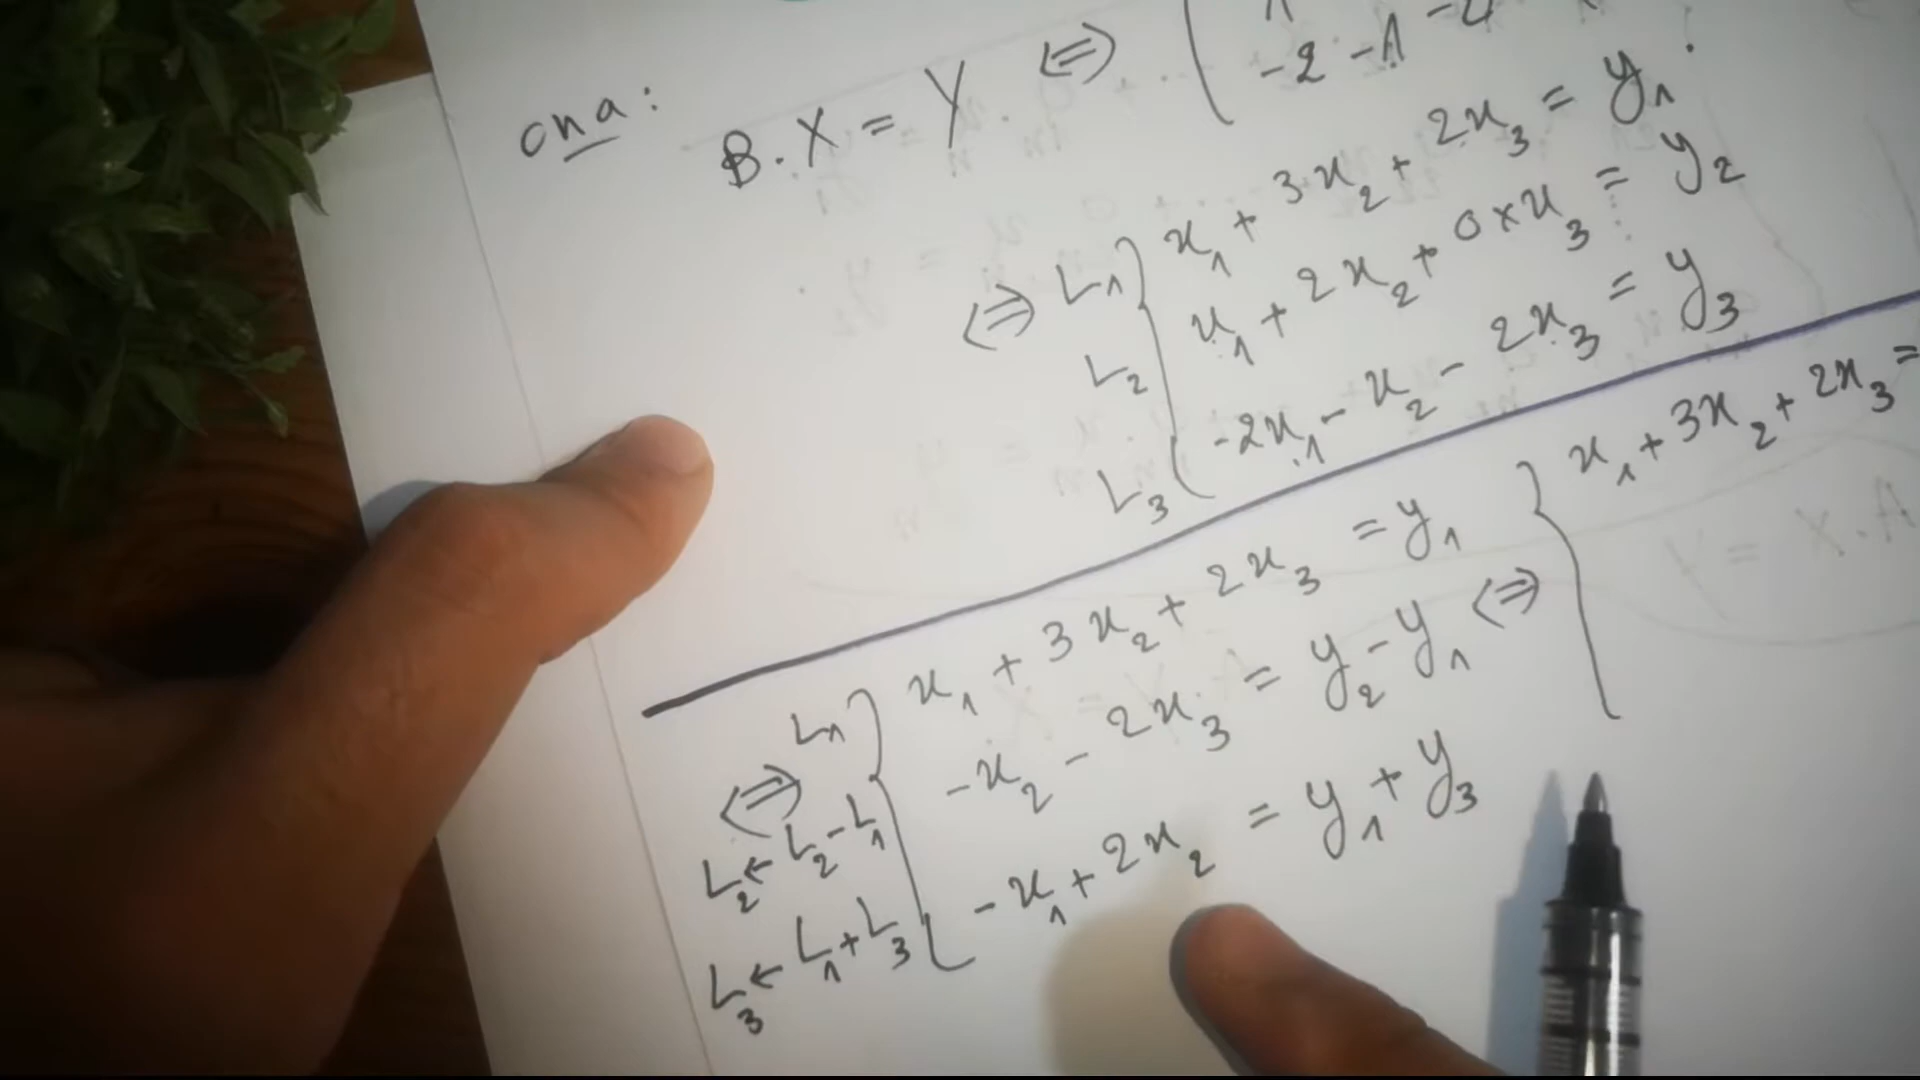 on a : B.X = Y ⟺ (
-2 -1 -2
⟺ L₁ { x₁ + 3x₂ + 2x₃ = y₁
L₂ x₁ + 2x₂ + 0×x₃ = y₂
L₃ -2x₁ - x₂ - 2x₃ = y₃
⟺ L₁ { x₁ + 3x₂ + 2x₃ = y₁
L₂ ← L₂ - L₁ -x₂ - 2x₃ = y₂ - y₁ ⟺
L₃ ← L₁ + L₃ -x₁ + 2x₂ = y₁ + y₃
{ x₁ + 3x₂ + 2x₃ =
A.X = Y